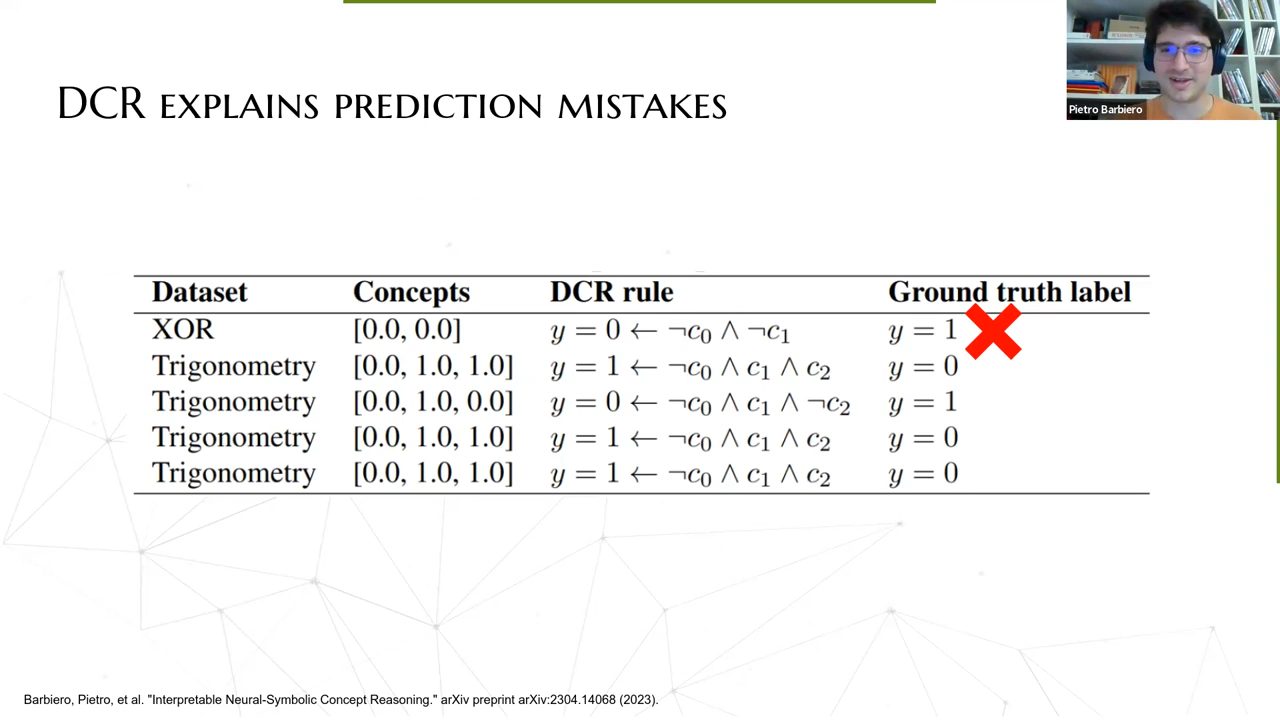 DCR EXPLAINS PREDICTION MISTAKES
Pietro Barbiero
Dataset Concepts DCR rule Ground truth label
XOR [0.0, 0.0] y = 0 ← ¬c₀ ∧ ¬c₁ y = 1
Trigonometry [0.0, 1.0, 1.0] y = 1 ← ¬c₀ ∧ c₁ ∧ c₂ y = 0
Trigonometry [0.0, 1.0, 0.0] y = 0 ← ¬c₀ ∧ c₁ ∧ ¬c₂ y = 1
Trigonometry [0.0, 1.0, 1.0] y = 1 ← ¬c₀ ∧ c₁ ∧ c₂ y = 0
Trigonometry [0.0, 1.0, 1.0] y = 1 ← ¬c₀ ∧ c₁ ∧ c₂ y = 0
Barbiero, Pietro, et al. "Interpretable Neural-Symbolic Concept Reasoning." arXiv preprint arXiv:2304.14068 (2023).